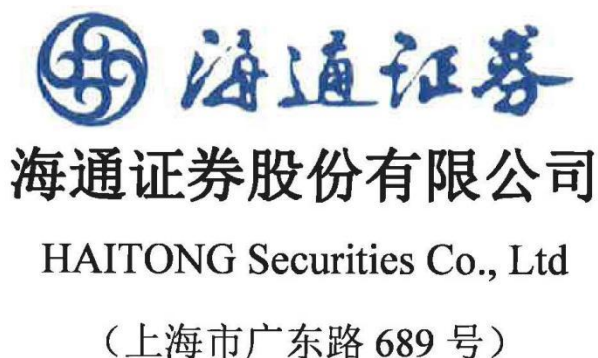 海通证券
海通证券股份有限公司
HAITONG Securities Co., Ltd
（上海市广东路 689 号）